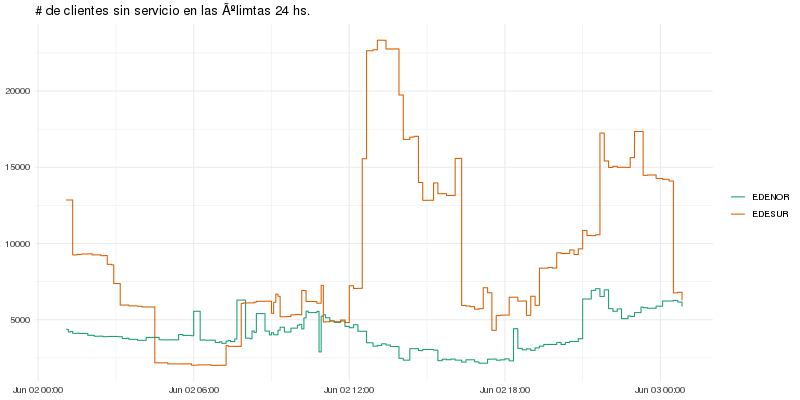 # de clientes sin servicio en las Ãºlimtas 24 hs.
20000
15000
10000
5000
EDENOR
EDESUR
Jun 02 00:00
Jun 02 06:00
Jun 02 12:00
Jun 02 18:00
Jun 03 00:00